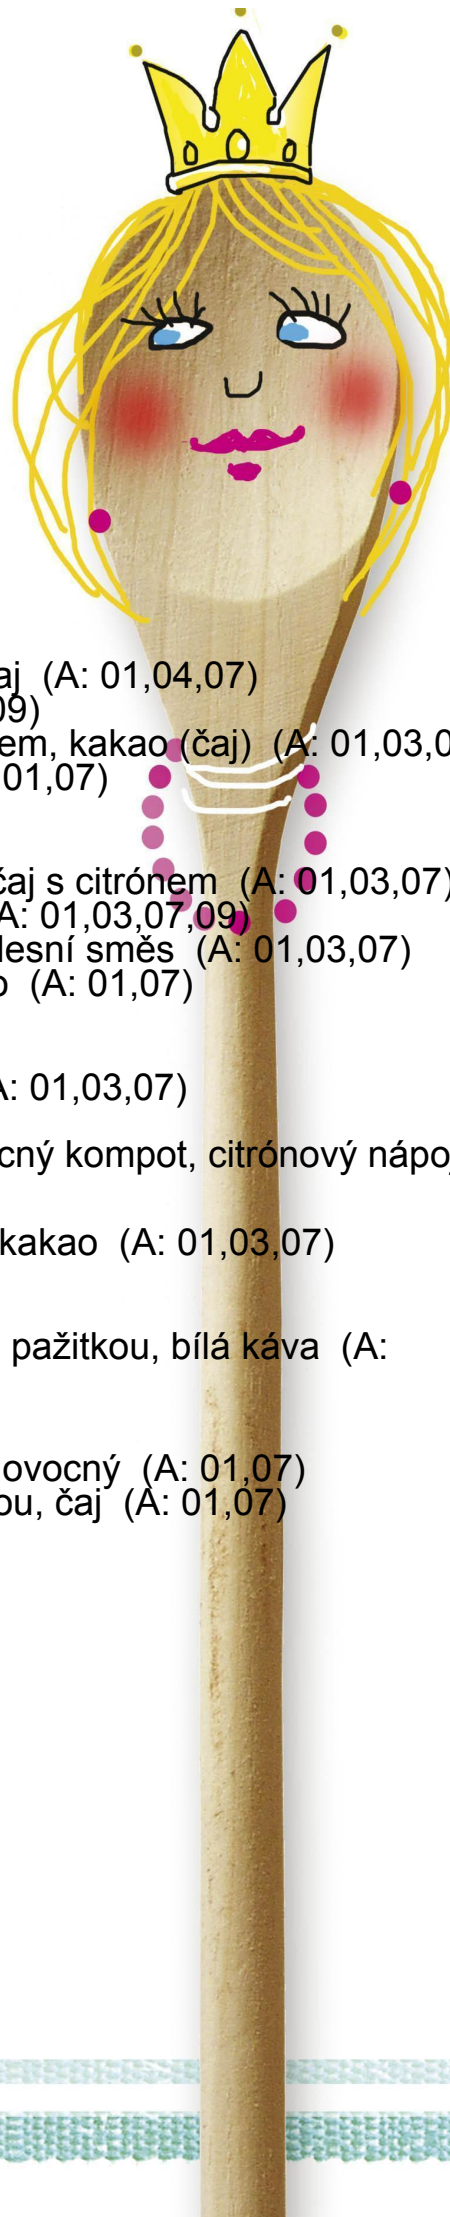 aj (A: 01,04,07)
09)
em, kakao (čaj) (A: 01,03,0
01,07)
čaj s citrónem (A: 01,03,07)
A: 01,03,07,09)
lesní směs (A: 01,03,07)
o (A: 01,07)
A: 01,03,07)
cný kompot, citrónový nápoj
kakao (A: 01,03,07)
pažitkou, bílá káva (A:
ovocný (A: 01,07)
ou, čaj (A: 01,07)